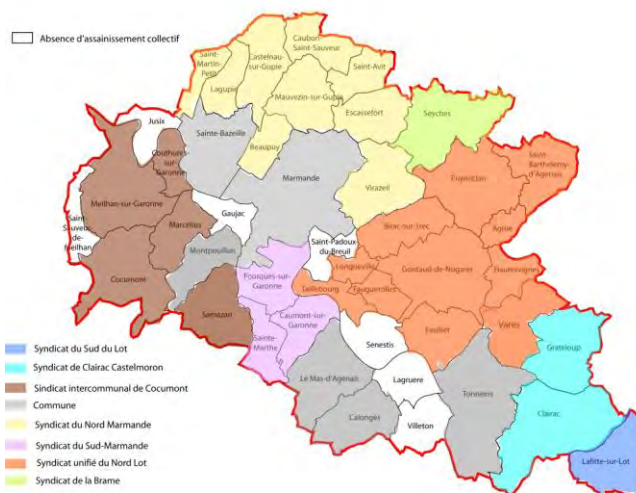 Absence d'assainissement collectif
Caubon-
Saint-Sauveur
Saint-
Martin-
Petit
Castelnau
-sur-Gupie
Saint-Avit
Lagupie
Mauvezin-sur-Gupie
Escassefort
Seyches
Jusix
Sainte-Bazeille
Beaupuy
Couthures-
sur-
Garonne
Saint-
Barthélemy-
d'Agenais
Puymiclan
Marmande
Virazeil
Meilhan-sur-Garonne
Saint-
Sauveur-
de-
Meilhan
Marcellus
Gaujac
Birac-sur-Trec
Agmé
Montpouillan
Saint-Padoux
du-Breuil
Longueville
Gontaud-de-Nogaret
Hautesvignes
Cocumont
Fourques-sur-
Garonne
Taillebourg
Fauguerolles
Samazan
Caumont-sur-
Garonne
Fauillet
Varès
Sainte-
Marthe
Senestis
Grateloup
Le Mas-d'Agenais
Lagruere
Tonneins
Calonges
Villeton
Clairac
Lafitte-sur-Lot
Syndicat du Sud du Lot
Syndicat de Clairac Castelmoron
Sindicat intercommunal de Cocumont
Commune
Syndicat du Nord Marmande
Syndicat du Sud-Marmande
Syndicat unifié du Nord Lot
Syndicat de la Brame